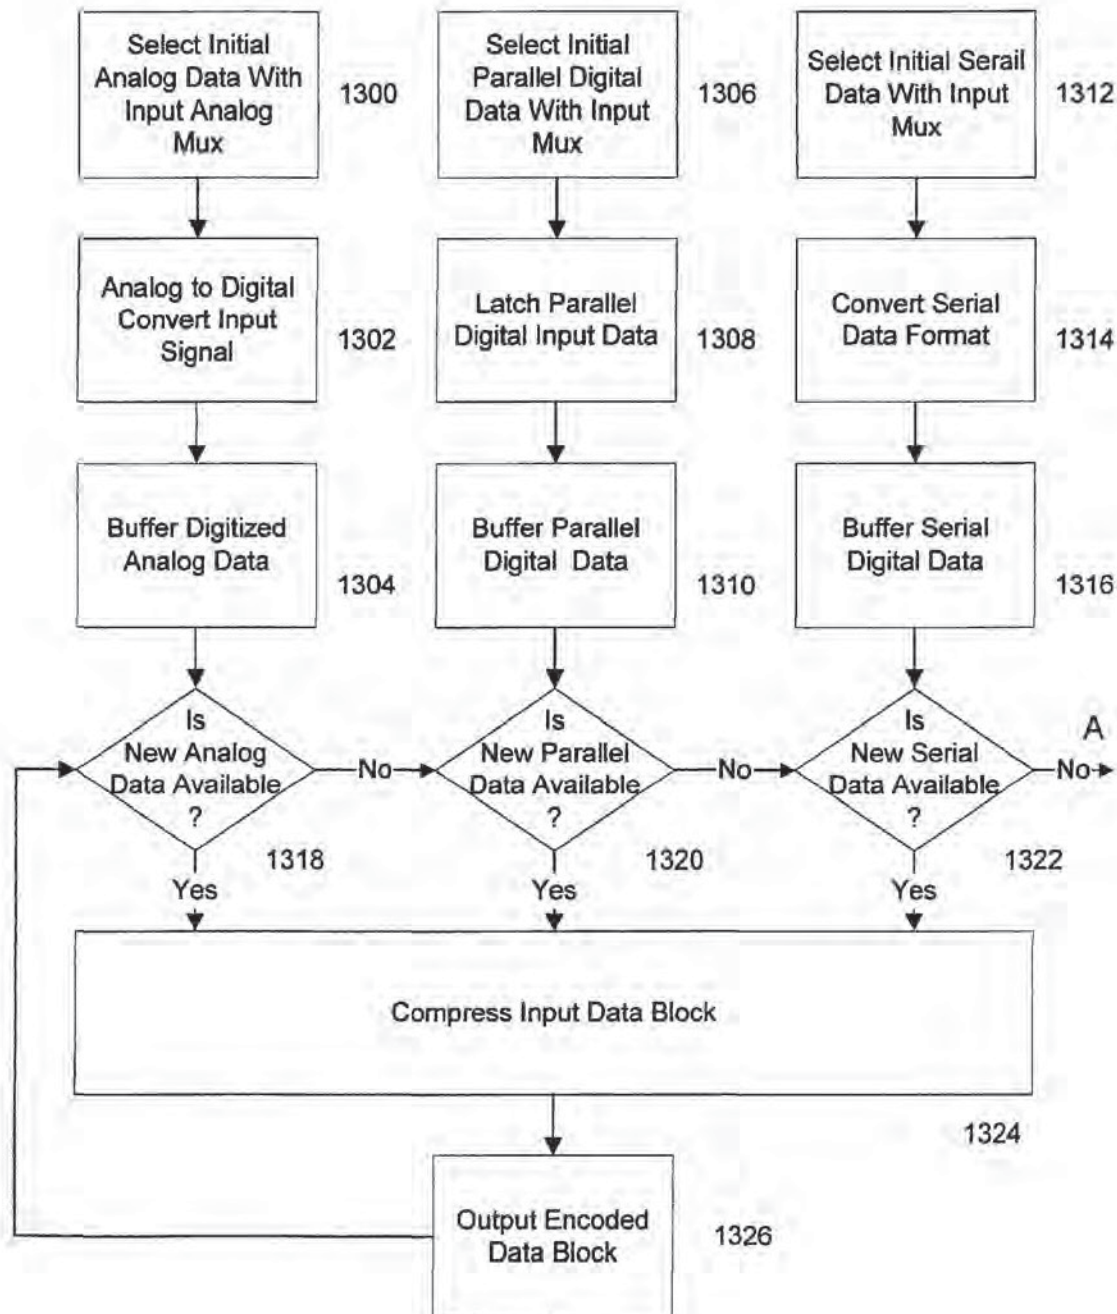 Select Initial
Analog Data With
Input Analog
Mux
1300
Select Initial
Parallel Digital
Data With Input
Mux
1306
Select Initial Serail
Data With Input
Mux
1312
Analog to Digital
Convert Input
Signal
1302
Latch Parallel
Digital Input Data
1308
Convert Serial
Data Format
1314
Buffer Digitized
Analog Data
1304
Buffer Parallel
Digital Data
1310
Buffer Serial
Digital Data
1316
Is
New Analog
Data Available
?
1318
No
Is
New Parallel
Data Available
?
1320
No
Is
New Serial
Data Available
?
1322
A
No
Yes
Yes
Yes
Compress Input Data Block
1324
Output Encoded
Data Block
1326